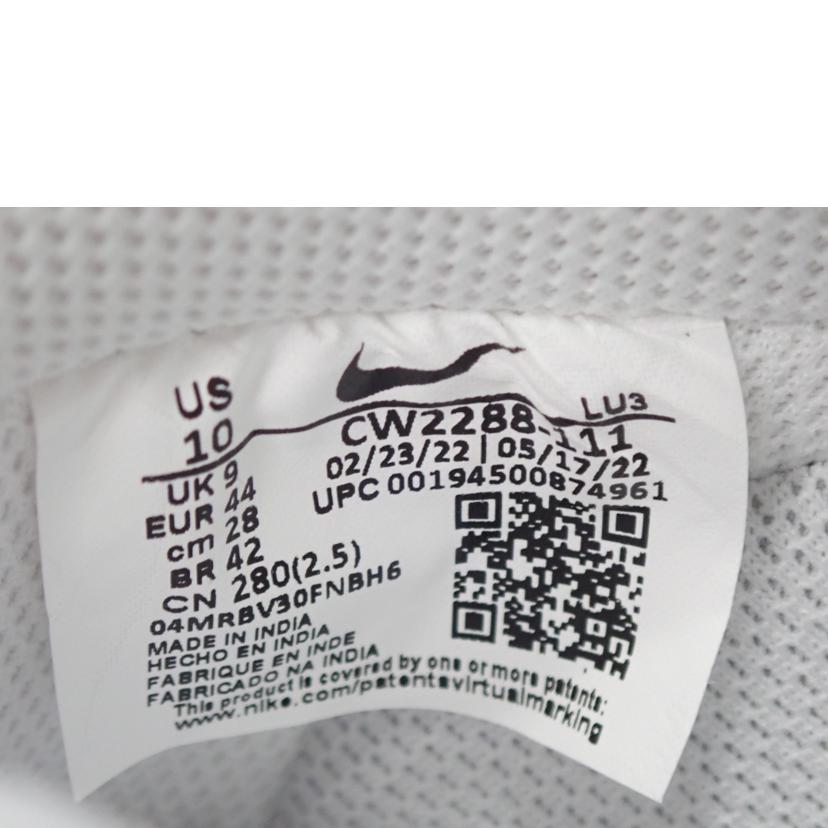 US
10
UK 9
EUR 44
cm 28
BR 42
CN 280(2.5)
LU3
CW2288-111
02/23/22 | 05/17/22
UPC 00194500874961
04MRBV30FNBH6
MADE IN INDIA
HECHO EN INDIA
FABRIQUE EN INDE
FABRICADO NA INDIA
This product is covered by one or more patents:
www.nike.com/patentsvirtualmarking